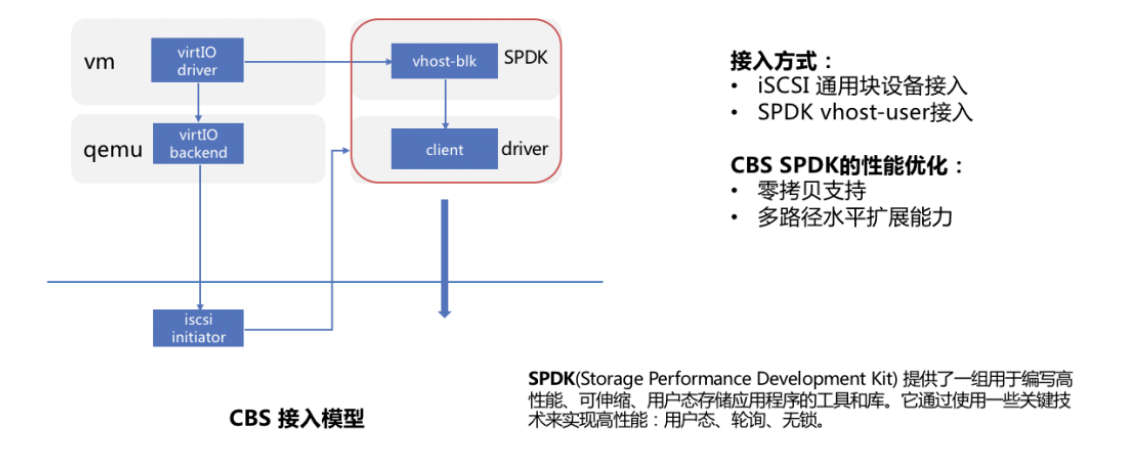 vm
virtIO
driver
vhost-blk
SPDK
qemu
virtIO
backend
client
driver
iscsi
initiator
CBS 接入模型
接入方式：
• iSCSI 通用块设备接入
• SPDK vhost-user接入
CBS SPDK的性能优化：
• 零拷贝支持
• 多路径水平扩展能力
SPDK(Storage Performance Development Kit) 提供了一组用于编写高
性能、可伸缩、用户态存储应用程序的工具和库。它通过使用一些关键技
术来实现高性能：用户态、轮询、无锁。